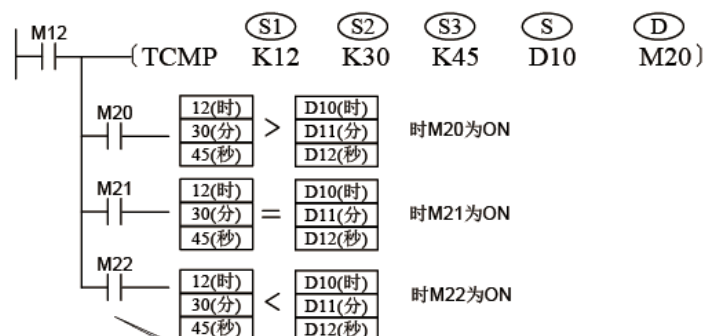 S1 S2 S3 S D
M12
[TCMP K12 K30 K45 D10 M20]
M20
12(时) D10(时)
30(分) > D11(分) 时M20为ON
45(秒) D12(秒)
M21
12(时) D10(时)
30(分) = D11(分) 时M21为ON
45(秒) D12(秒)
M22
12(时) D10(时)
30(分) < D11(分) 时M22为ON
45(秒) D12(秒)